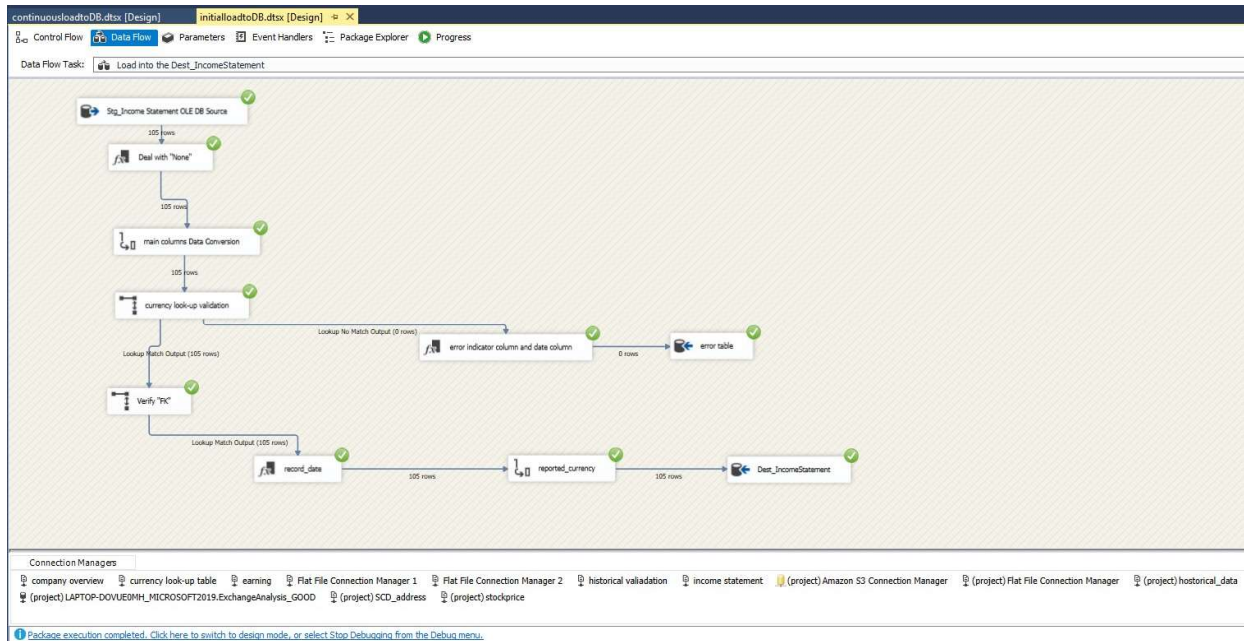 continuousloadtoDB.dtsx [Design] initialloadtoDB.dtsx [Design]
Control Flow Data Flow Parameters Event Handlers Package Explorer Progress
Data Flow Task: Load into the Dest_IncomeStatement
Stg_Income Statement OLE DB Source
105 rows
Deal with "None"
105 rows
main columns Data Conversion
105 rows
currency look-up validation
Lookup No Match Output (0 rows)
error indicator column and date column
0 rows
error table
Lookup Match Output (105 rows)
Verify "FK"
Lookup Match Output (105 rows)
record_date
105 rows
reported_currency
105 rows
Dest_IncomeStatement
Connection Managers
company overview currency look-up table earning Flat File Connection Manager 1 Flat File Connection Manager 2 historical valiadation income statement (project) Amazon S3 Connection Manager (project) Flat File Connection Manager (project) hostorical_data
(project) LAPTOP-DOVUE0MH_MICROSOFT2019.ExchangeAnalysis_GOOD (project) SCD_address (project) stockprice
Package execution completed. Click here to switch to design mode, or select Stop Debugging from the Debug menu.